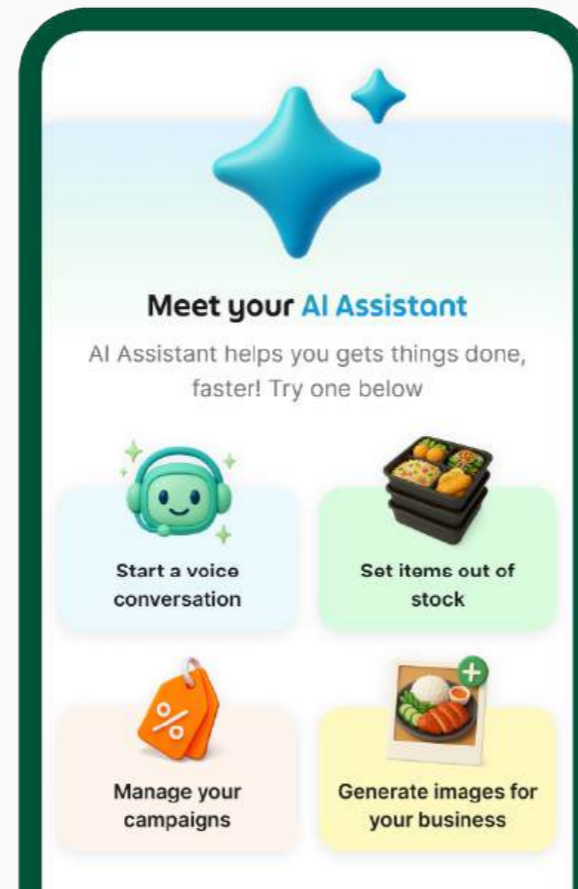 Meet your AI Assistant
AI Assistant helps you gets things done,
faster! Try one below
Start a voice
conversation
Set items out of
stock
%
Manage your
campaigns
Generate images for
your business